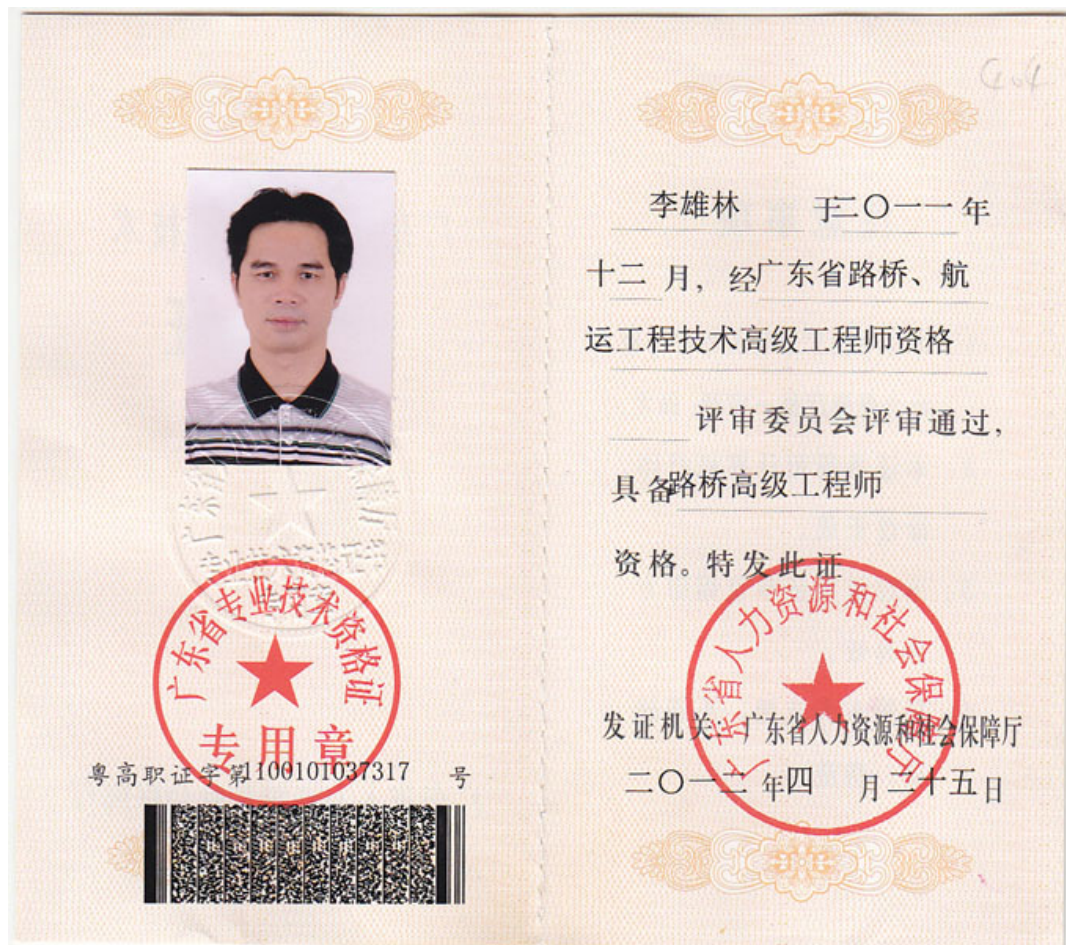 广东省专业技术资格证
专用章
粤高职证字第1100101037317 号
404
李雄林 于二〇一一年
十二月，经广东省路桥、航
运工程技术高级工程师资格
评审委员会评审通过，
具备路桥高级工程师
资格。特发此证
广东省人力资源和社会保障厅
发证机关：广东省人力资源和社会保障厅
二〇一二年四 月二十五日